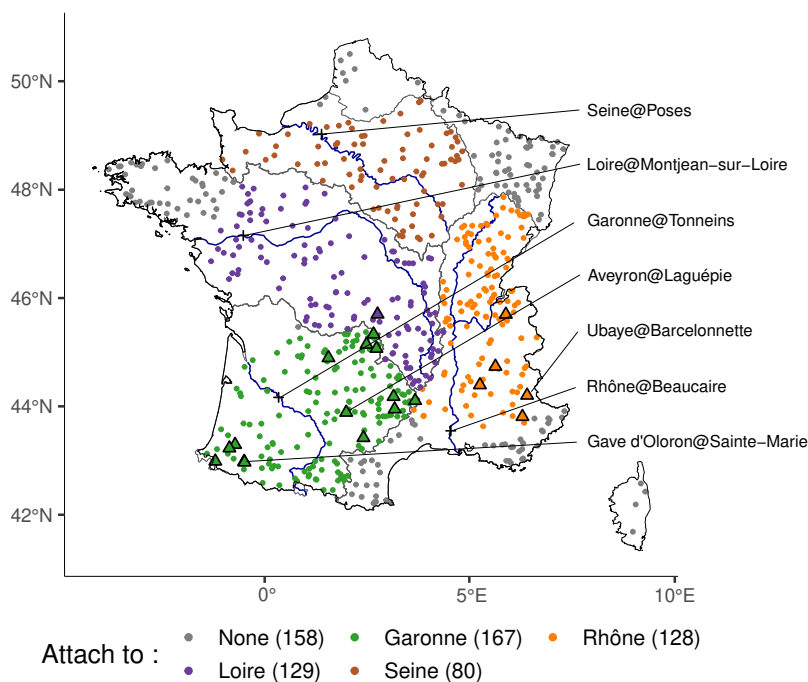 50°N
48°N
46°N
44°N
42°N
Seine@Poses
Loire@Montjean−sur−Loire
Garonne@Tonneins
Aveyron@Laguépie
Ubaye@Barcelonnette
Rhône@Beaucaire
Gave d'Oloron@Sainte−Marie
0°
5°E
10°E
Attach to :
None (158)
Garonne (167)
Rhône (128)
Loire (129)
Seine (80)